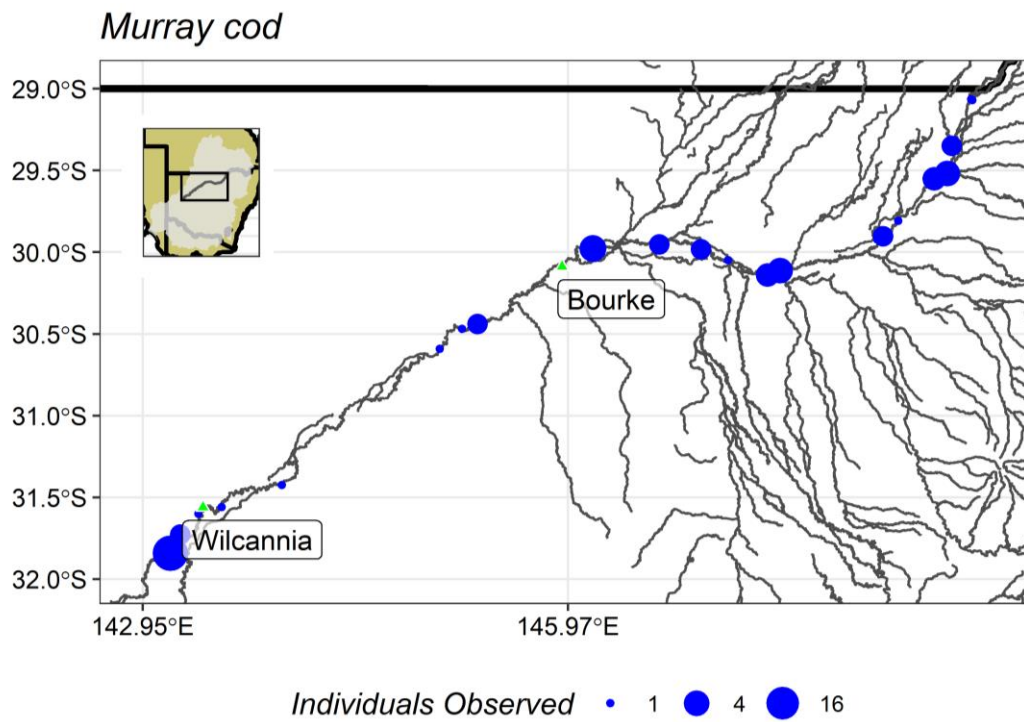 Murray cod
29.0°S
29.5°S
30.0°S
Bourke
30.5°S
31.0°S
31.5°S
Wilcannia
32.0°S
142.95°E 145.97°E
Individuals Observed 1 4 16